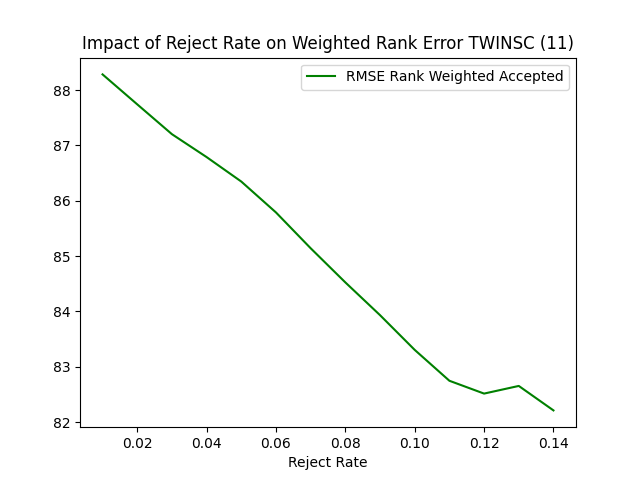 Impact of Reject Rate on Weighted Rank Error TWINSC (11)
RMSE Rank Weighted Accepted
88
87
86
85
84
83
82
0.02 0.04 0.06 0.08 0.10 0.12 0.14
Reject Rate